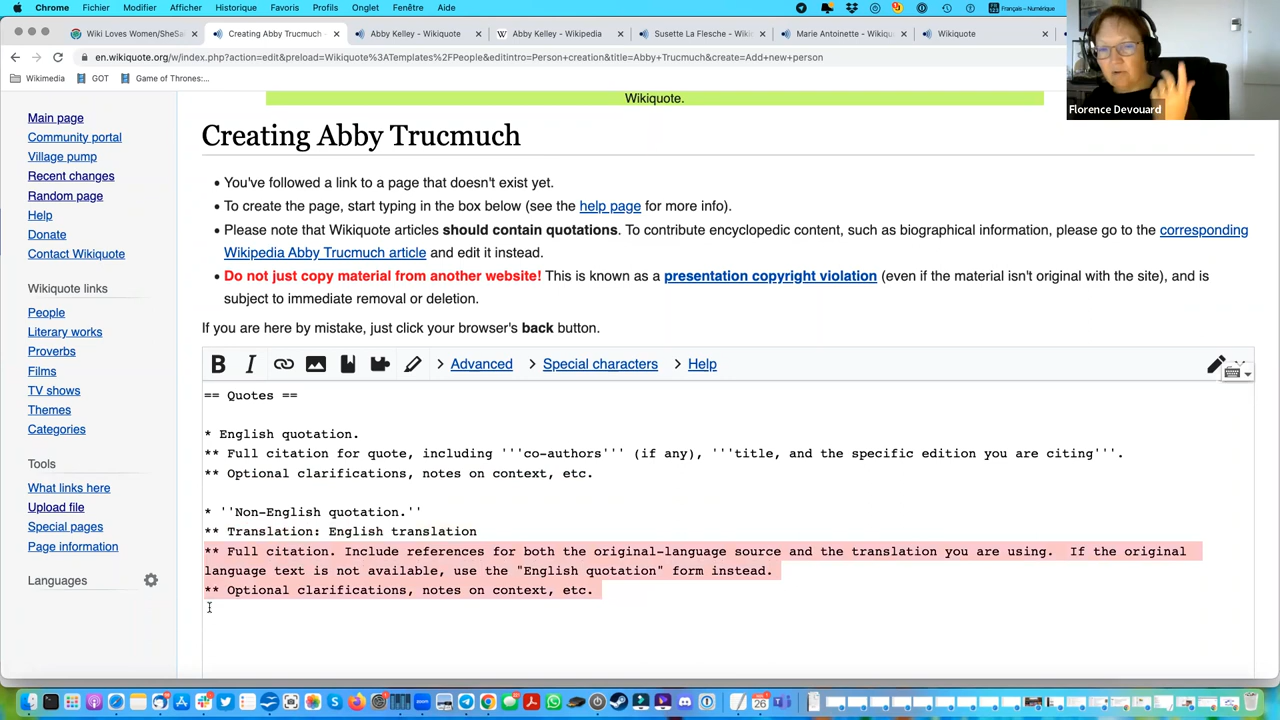 Chrome Fichier Modifier Afficher Historique Favoris Profils Onglet Fenêtre Aide
Français – Numérique
Wiki Loves Women/SheSa
Creating Abby Trucmuch
Abby Kelley - Wikiquote
Abby Kelley - Wikipedia
Susette La Flesche - Wiki
Marie Antoinette - Wikiqu
Wikiquote
en.wikiquote.org/w/index.php?action=edit&preload=Wikiquote%3ATemplates%2FPeople&editintro=Person+creation&title=Abby+Trucmuch&create=Add+new+person
Wikimedia
GOT
Game of Thrones:...
Florence Devouard
Wikiquote.
Main page
Community portal
Village pump
Recent changes
Random page
Help
Donate
Contact Wikiquote
Wikiquote links
People
Literary works
Proverbs
Films
TV shows
Themes
Categories
Tools
What links here
Upload file
Special pages
Page information
Languages
Creating Abby Trucmuch
• You've followed a link to a page that doesn't exist yet.
• To create the page, start typing in the box below (see the help page for more info).
• Please note that Wikiquote articles should contain quotations. To contribute encyclopedic content, such as biographical information, please go to the corresponding
Wikipedia Abby Trucmuch article and edit it instead.
• Do not just copy material from another website! This is known as a presentation copyright violation (even if the material isn't original with the site), and is
subject to immediate removal or deletion.
If you are here by mistake, just click your browser's back button.
B I > Advanced > Special characters > Help
== Quotes ==
* English quotation.
** Full citation for quote, including '''co-authors''' (if any), '''title, and the specific edition you are citing'''.
** Optional clarifications, notes on context, etc.
* ''Non-English quotation.''
** Translation: English translation
** Full citation. Include references for both the original-language source and the translation you are using.  If the original
language text is not available, use the "English quotation" form instead.
** Optional clarifications, notes on context, etc.
zoom
26